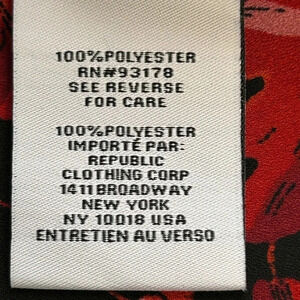 100%POLYESTER
RN#93178
SEE REVERSE
FOR CARE
100%POLYESTER
IMPORTÉ PAR:
REPUBLIC
CLOTHING CORP
1411 BROADWAY
NEW YORK
NY 10018 USA
ENTRETIEN AU VERSO